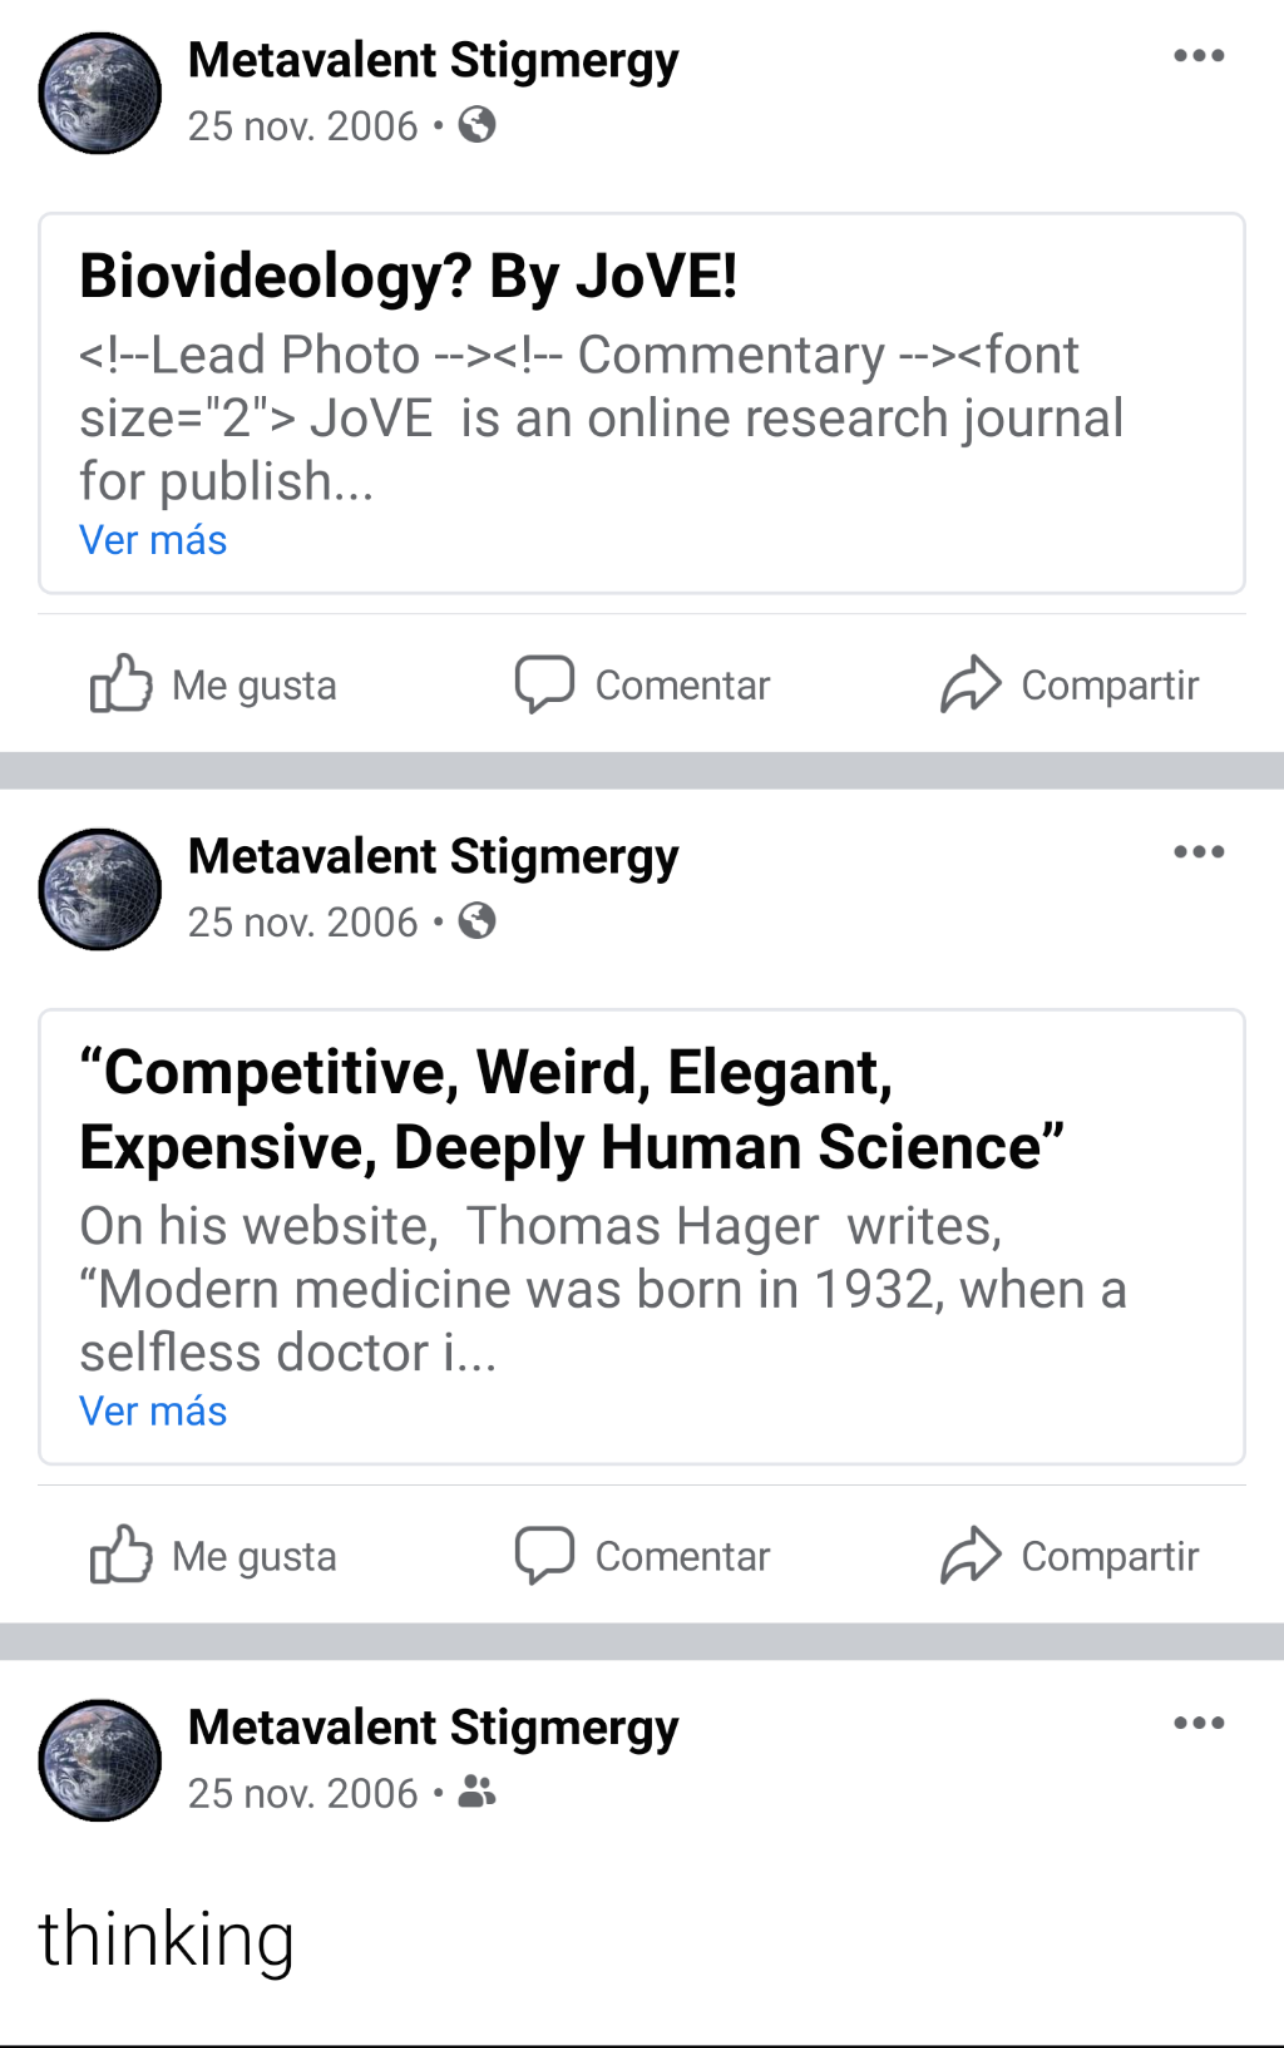 Metavalent Stigmergy
25 nov. 2006 •
Biovideology? By JoVE!
<!--Lead Photo --><!-- Commentary --><font
size="2"> JoVE  is an online research journal
for publish...
Ver más
Me gusta Comentar Compartir
Metavalent Stigmergy
25 nov. 2006 •
“Competitive, Weird, Elegant,
Expensive, Deeply Human Science”
On his website,  Thomas Hager  writes,
“Modern medicine was born in 1932, when a
selfless doctor i...
Ver más
Me gusta Comentar Compartir
Metavalent Stigmergy
25 nov. 2006 •
thinking